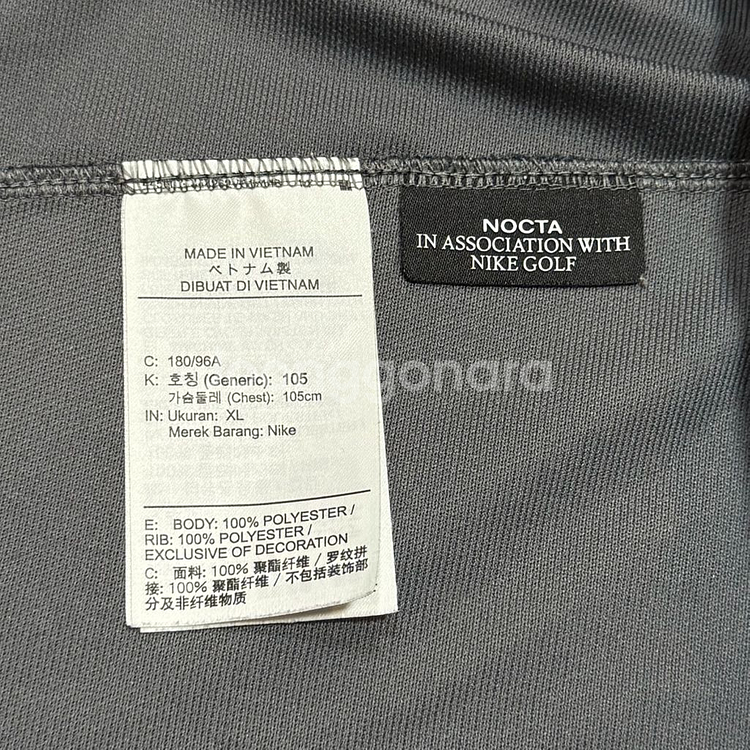 MADE IN VIETNAM
ベトナム製
DIBUAT DI VIETNAM
C: 180/96A
K: 호칭 (Generic): 105
가슴둘레 (Chest): 105cm
IN: Ukuran: XL
Merek Barang: Nike
E: BODY: 100% POLYESTER /
RIB: 100% POLYESTER /
EXCLUSIVE OF DECORATION
C: 面料: 100% 聚酯纤维 / 罗纹拼
接: 100% 聚酯纤维 / 不包括装饰部
分及非纤维物质
NOCTA
IN ASSOCIATION WITH
NIKE GOLF